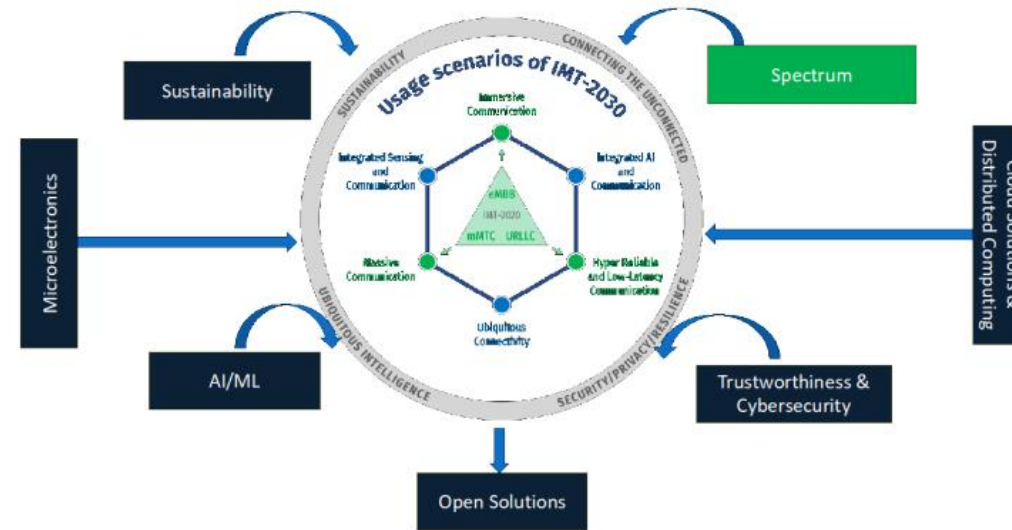 Sustainability
Spectrum
Microelectronics
Cloud Solutions &
Distributed Computing
AI/ML
Trustworthiness &
Cybersecurity
Open Solutions
SUSTAINABILITY
CONNECTING THE UNCONNECTED
UBIQUITOUS INTELLIGENCE
SECURITY/PRIVACY/RESILIENCE
Usage scenarios of IMT-2030
Immersive
Communication
Integrated Sensing
and
Communication
Integrated AI
and
Communication
eMBB
IMT-2020
mMTC URLLC
Massive
Communication
Hyper Reliable
and Low-Latency
Communication
Ubiquitous
Connectivity